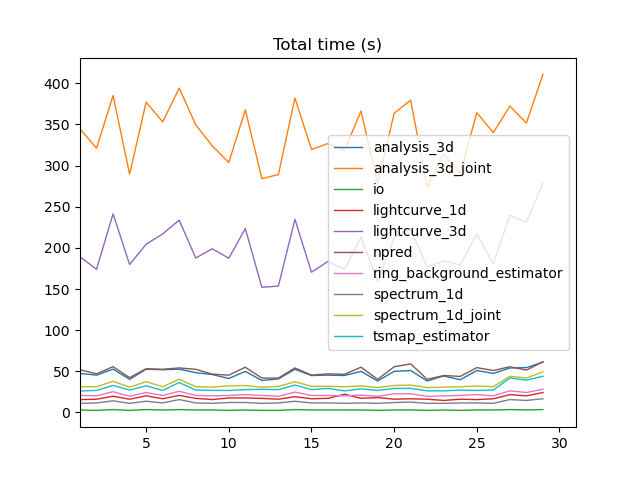 Total time (s)
400
350
300
250
200
150
100
50
0
analysis_3d
analysis_3d_joint
io
lightcurve_1d
lightcurve_3d
npred
ring_background_estimator
spectrum_1d
spectrum_1d_joint
tsmap_estimator
5 10 15 20 25 30